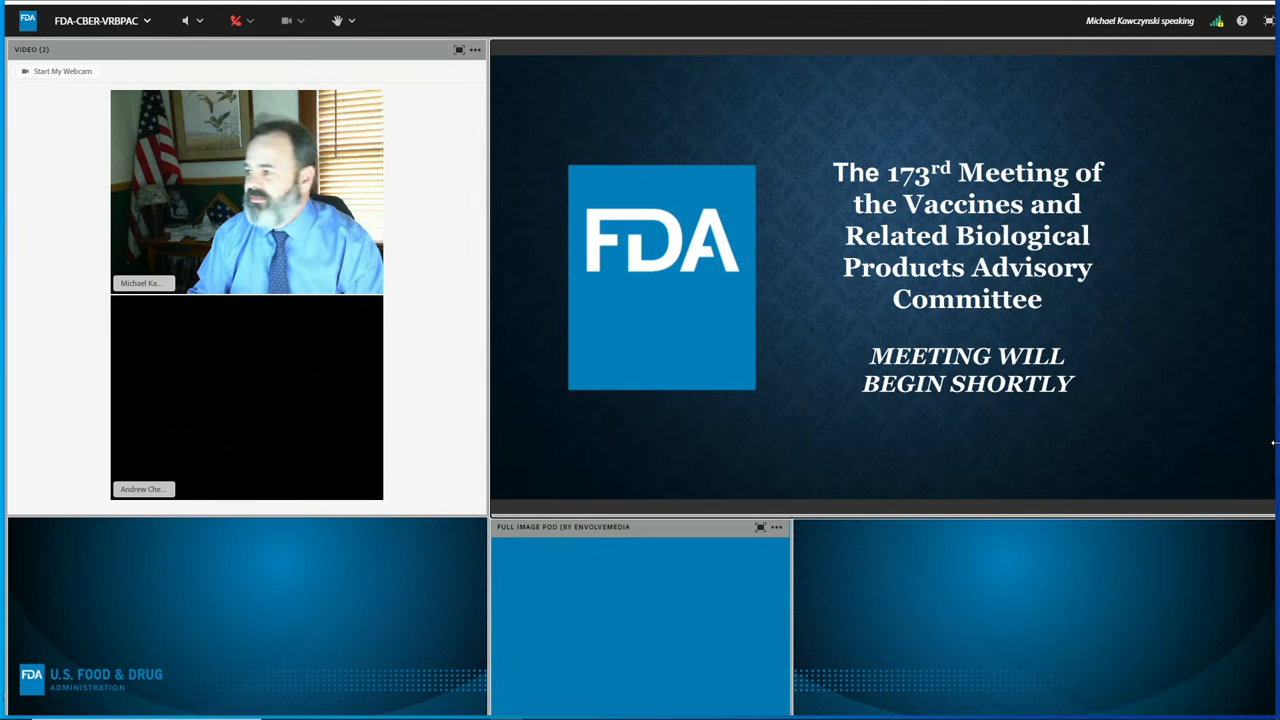 FDA
FDA-CBER-VRBPAC
Michael Kawczynski speaking
VIDEO (2)
Start My Webcam
Michael Ka...
Andrew Che...
FDA
The 173rd Meeting of
the Vaccines and
Related Biological
Products Advisory
Committee
MEETING WILL
BEGIN SHORTLY
FULL IMAGE POD (BY ENVOLVEMEDIA
FDA
U.S. FOOD & DRUG
ADMINISTRATION